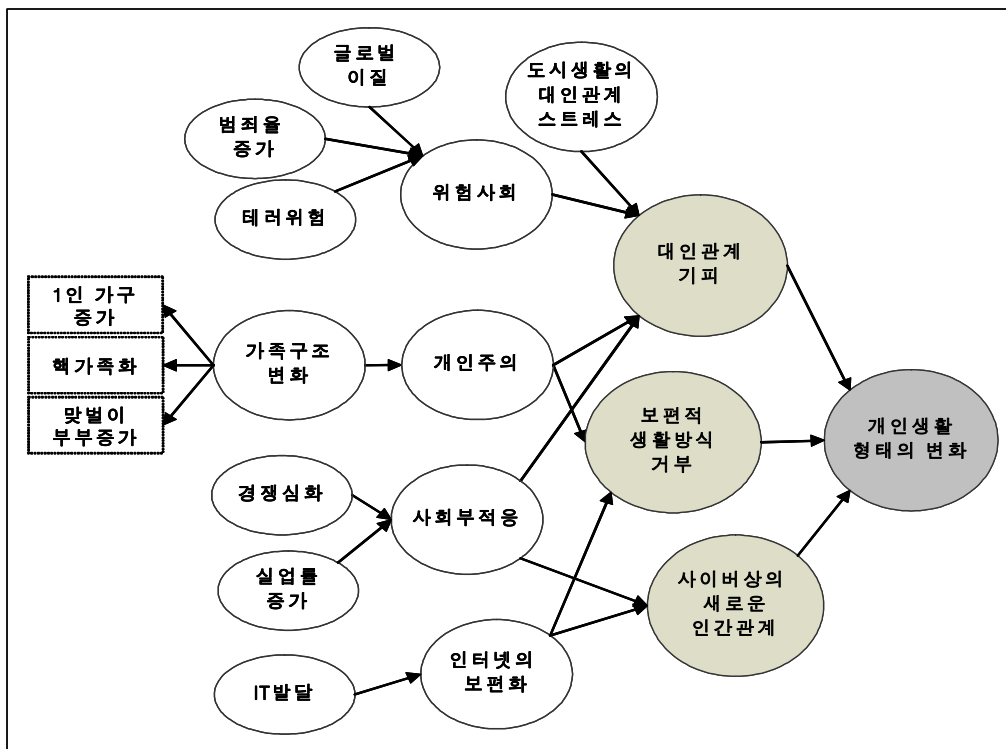 글로벌
이질
도시생활의
대인관계
스트레스
범죄율
증가
테러위험
위험사회
대인관계
기피
1인 가구
증가
핵가족화
맞벌이
부부증가
가족구조
변화
개인주의
보편적
생활방식
거부
개인생활
형태의 변화
경쟁심화
실업률
증가
사회부적응
사이버상의
새로운
인간관계
IT발달
인터넷의
보편화